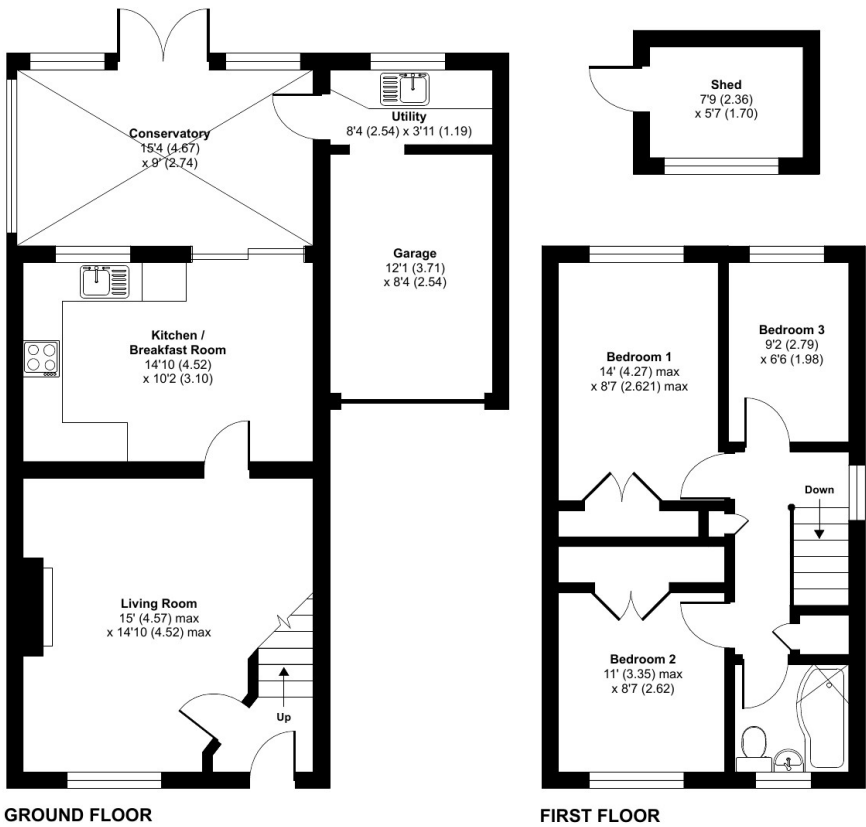 Conservatory
15'4 (4.67)
x 9' (2.74)
Utility
8'4 (2.54) x 3'11 (1.19)
Shed
7'9 (2.36)
x 5'7 (1.70)
Garage
12'1 (3.71)
x 8'4 (2.54)
Kitchen /
Breakfast Room
14'10 (4.52)
x 10'2 (3.10)
Living Room
15' (4.57) max
x 14'10 (4.52) max
Up
Bedroom 1
14' (4.27) max
x 8'7 (2.621) max
Bedroom 3
9'2 (2.79)
x 6'6 (1.98)
Down
Bedroom 2
11' (3.35) max
x 8'7 (2.62)
GROUND FLOOR
FIRST FLOOR